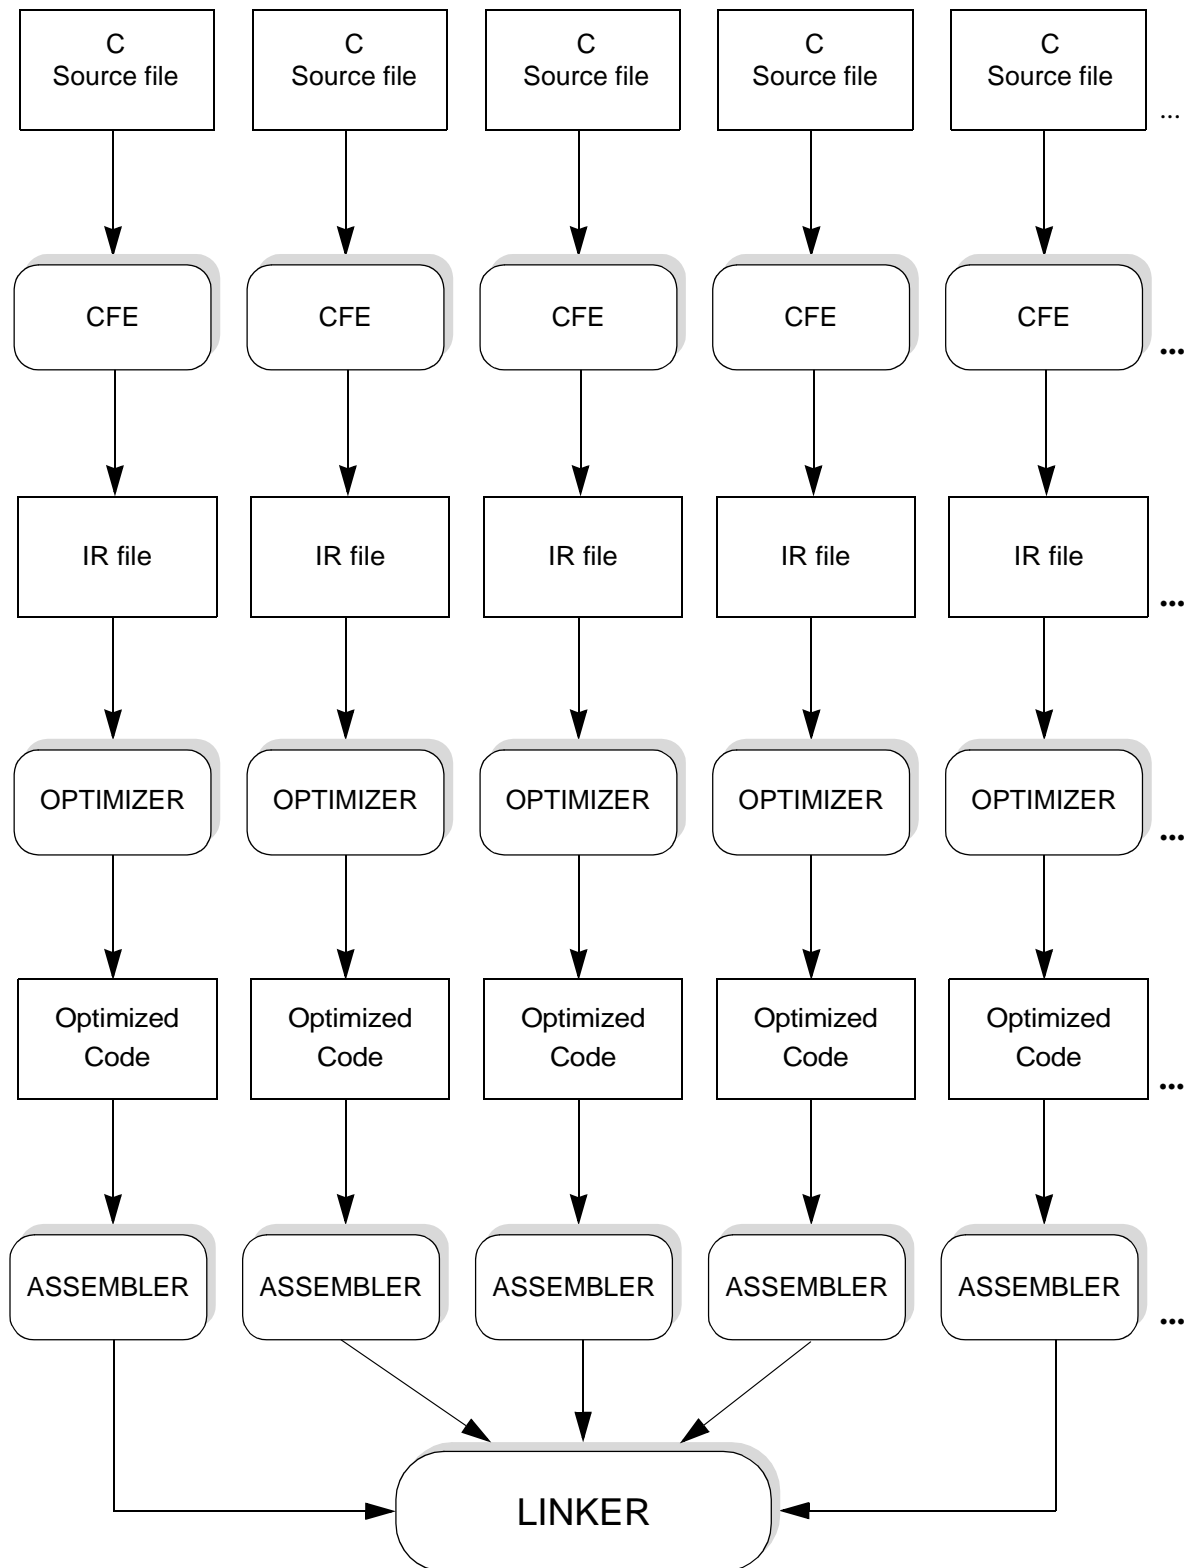 C C C C C
Source file Source file Source file Source file Source file
...
CFE CFE CFE CFE CFE
...
IR file IR file IR file IR file IR file
...
OPTIMIZER OPTIMIZER OPTIMIZER OPTIMIZER OPTIMIZER
...
Optimized Optimized Optimized Optimized Optimized
Code Code Code Code Code
...
ASSEMBLER ASSEMBLER ASSEMBLER ASSEMBLER ASSEMBLER
...
LINKER